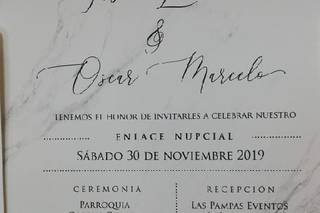 &
Oscar Marcelo
TENEMOS EL HONOR DE INVITARLES A CELEBRAR NUESTRO
ENLACE NUPCIAL
SÁBADO 30 DE NOVIEMBRE 2019
CEREMONIA
PARROQUIA
RECEPCIÓN
LAS PAMPAS EVENTOS